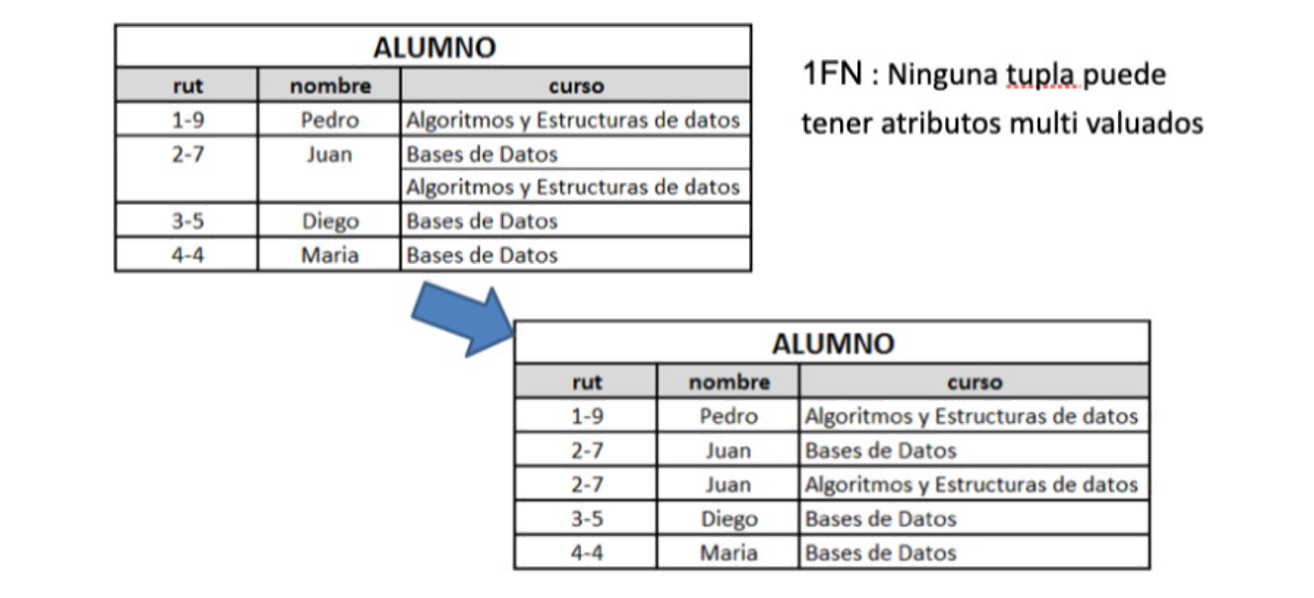 ALUMNO
rut nombre curso
1-9 Pedro Algoritmos y Estructuras de datos
2-7 Juan Bases de Datos
Algoritmos y Estructuras de datos
3-5 Diego Bases de Datos
4-4 Maria Bases de Datos
1FN : Ninguna tupla puede
tener atributos multi valuados
ALUMNO
rut nombre curso
1-9 Pedro Algoritmos y Estructuras de datos
2-7 Juan Bases de Datos
2-7 Juan Algoritmos y Estructuras de datos
3-5 Diego Bases de Datos
4-4 Maria Bases de Datos